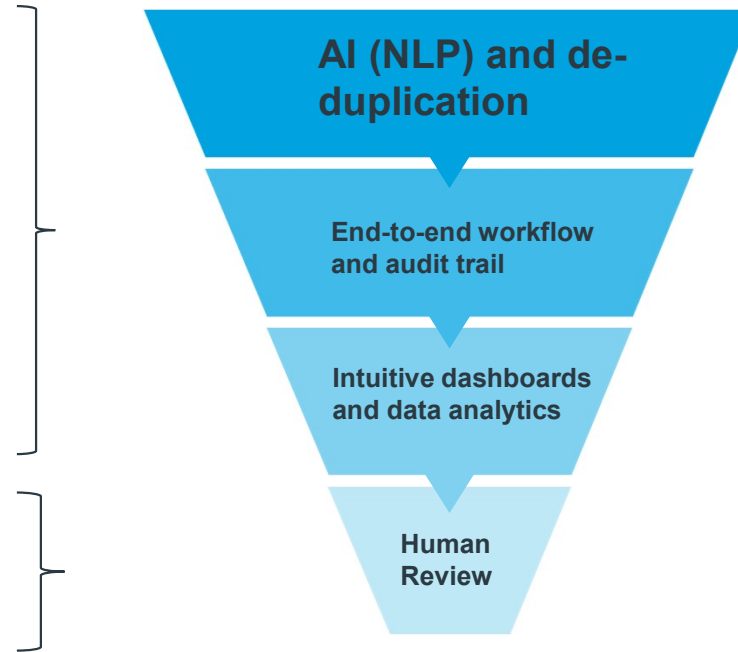 AI (NLP) and de-
duplication
End-to-end workflow
and audit trail
Intuitive dashboards
and data analytics
Human
Review